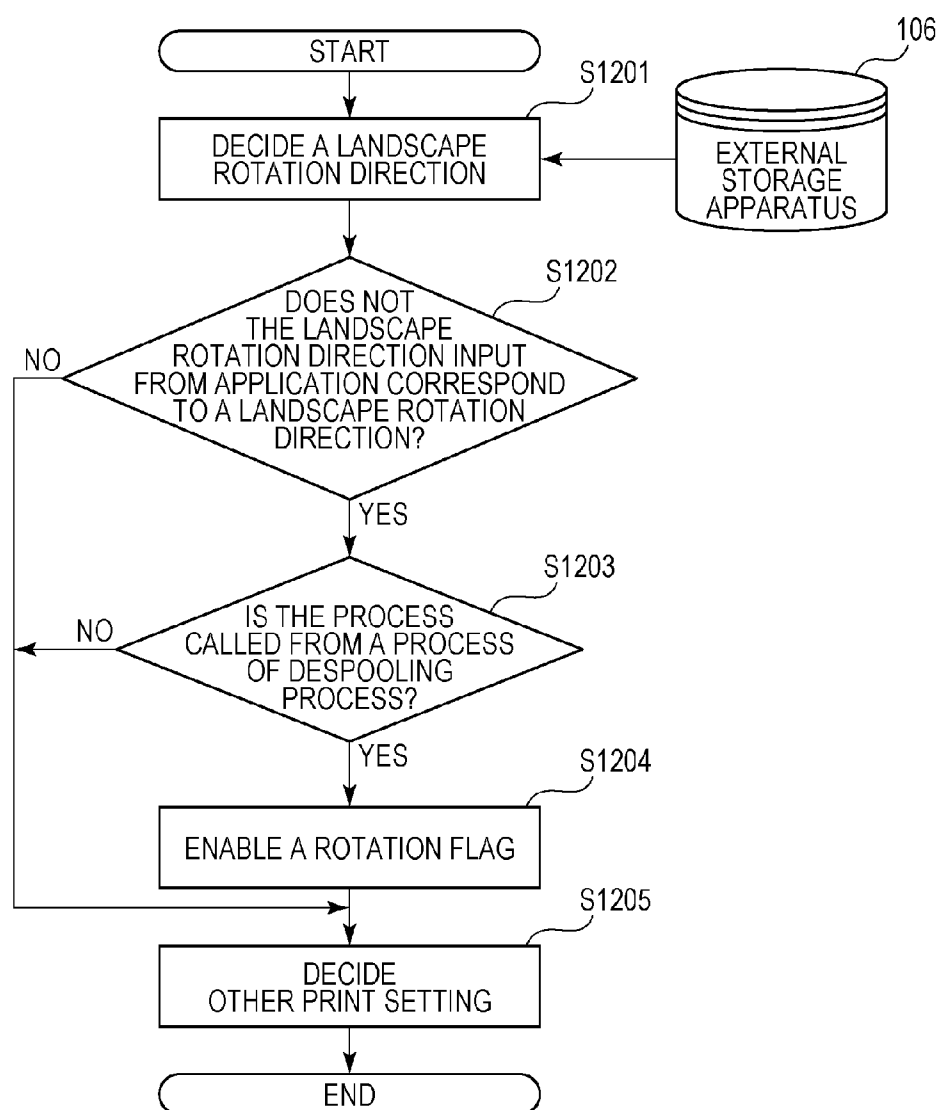 START
106
S1201
DECIDE A LANDSCAPE
ROTATION DIRECTION
EXTERNAL
STORAGE
APPARATUS
S1202
DOES NOT
THE LANDSCAPE
ROTATION DIRECTION INPUT
FROM APPLICATION CORRESPOND
TO A LANDSCAPE ROTATION
DIRECTION?
NO
YES
S1203
IS THE PROCESS
CALLED FROM A PROCESS
OF DESPOOLING
PROCESS?
NO
YES
S1204
ENABLE A ROTATION FLAG
S1205
DECIDE
OTHER PRINT SETTING
END